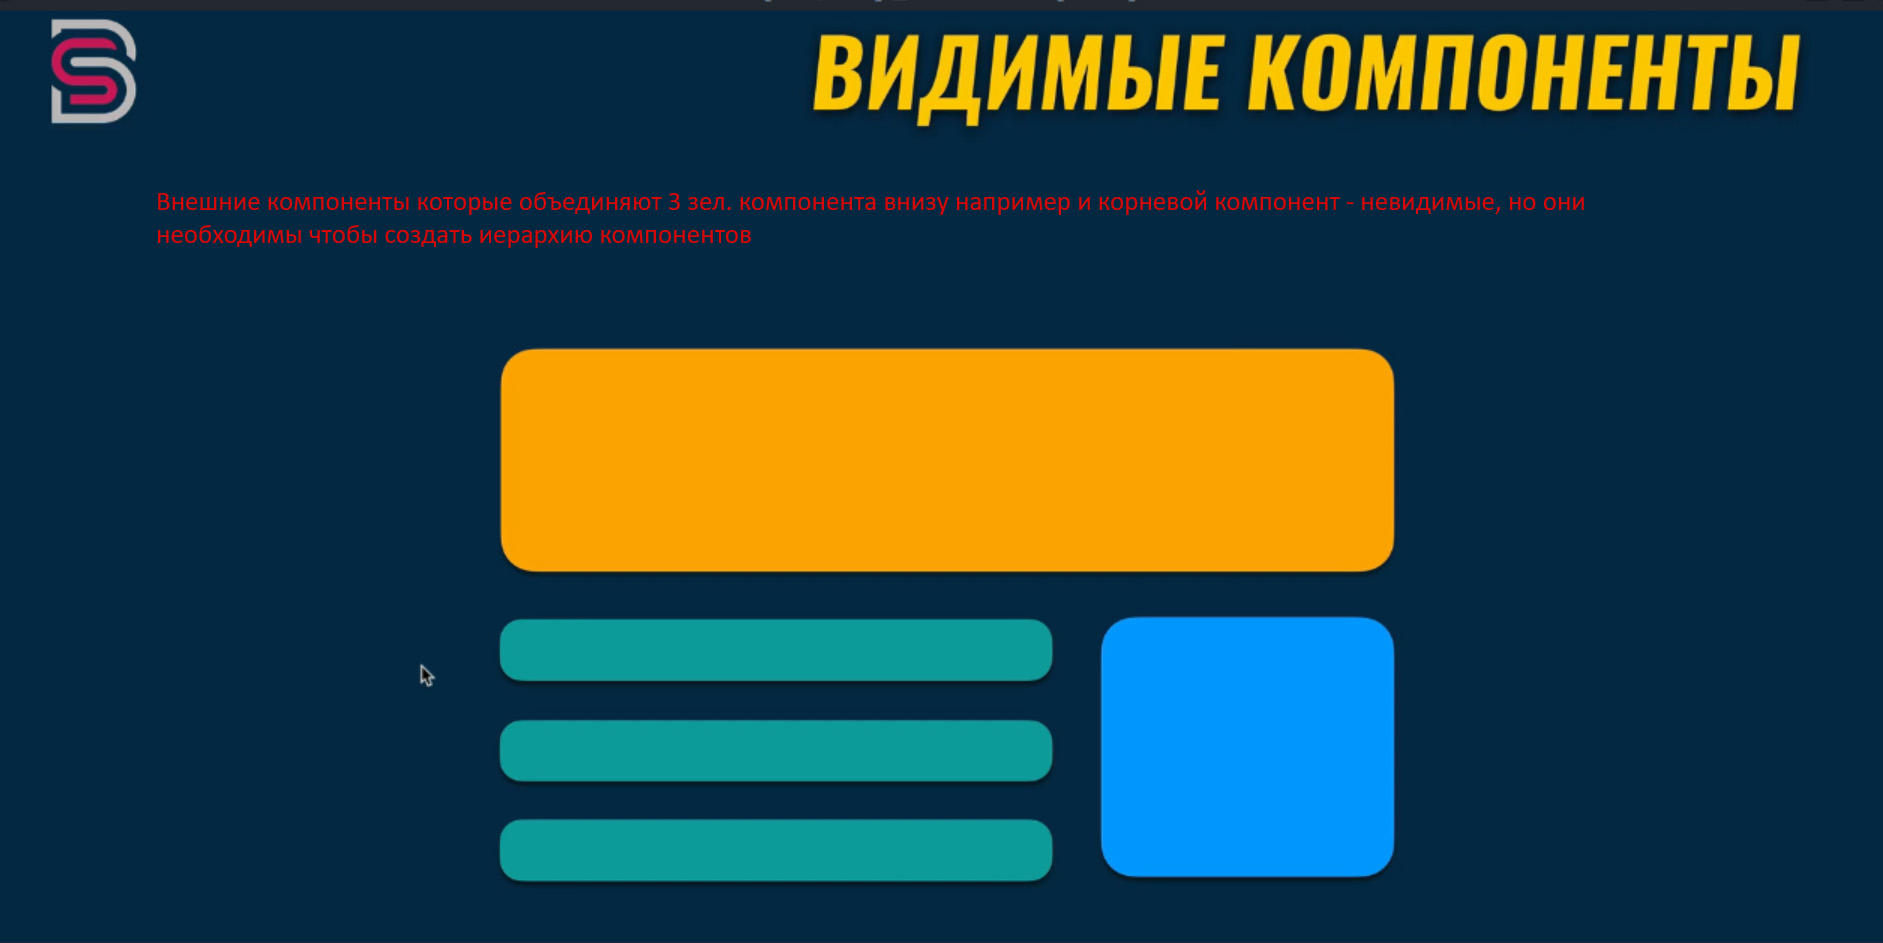 ВИДИМЫЕ КОМПОНЕНТЫ
Внешние компоненты которые объединяют 3 зел. компонента внизу например и корневой компонент - невидимые, но они
необходимы чтобы создать иерархию компонентов